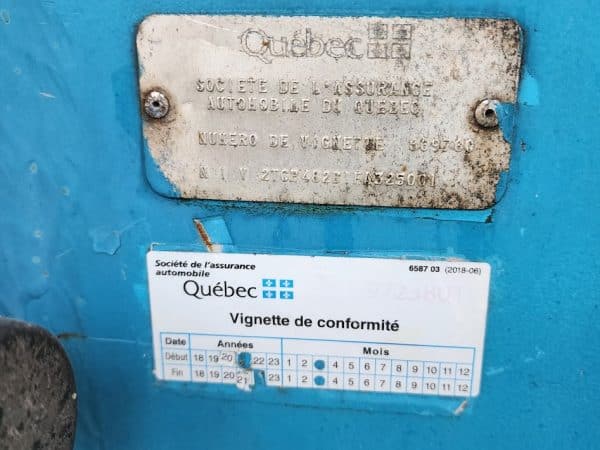 Québec
SOCIETE DE L'ASSURANCE
AUTOMOBILE DU QUEBEC
NUMERO DE VIGNETTE
N I V
Société de l'assurance
automobile
6587 03 (2018-06)
Québec
Vignette de conformité
Date Années Mois
Début 18 19 20 22 23 1 2 4 5 6 7 8 9 10 11 12
Fin 18 19 20 21 23 1 2 4 5 6 7 8 9 10 11 12